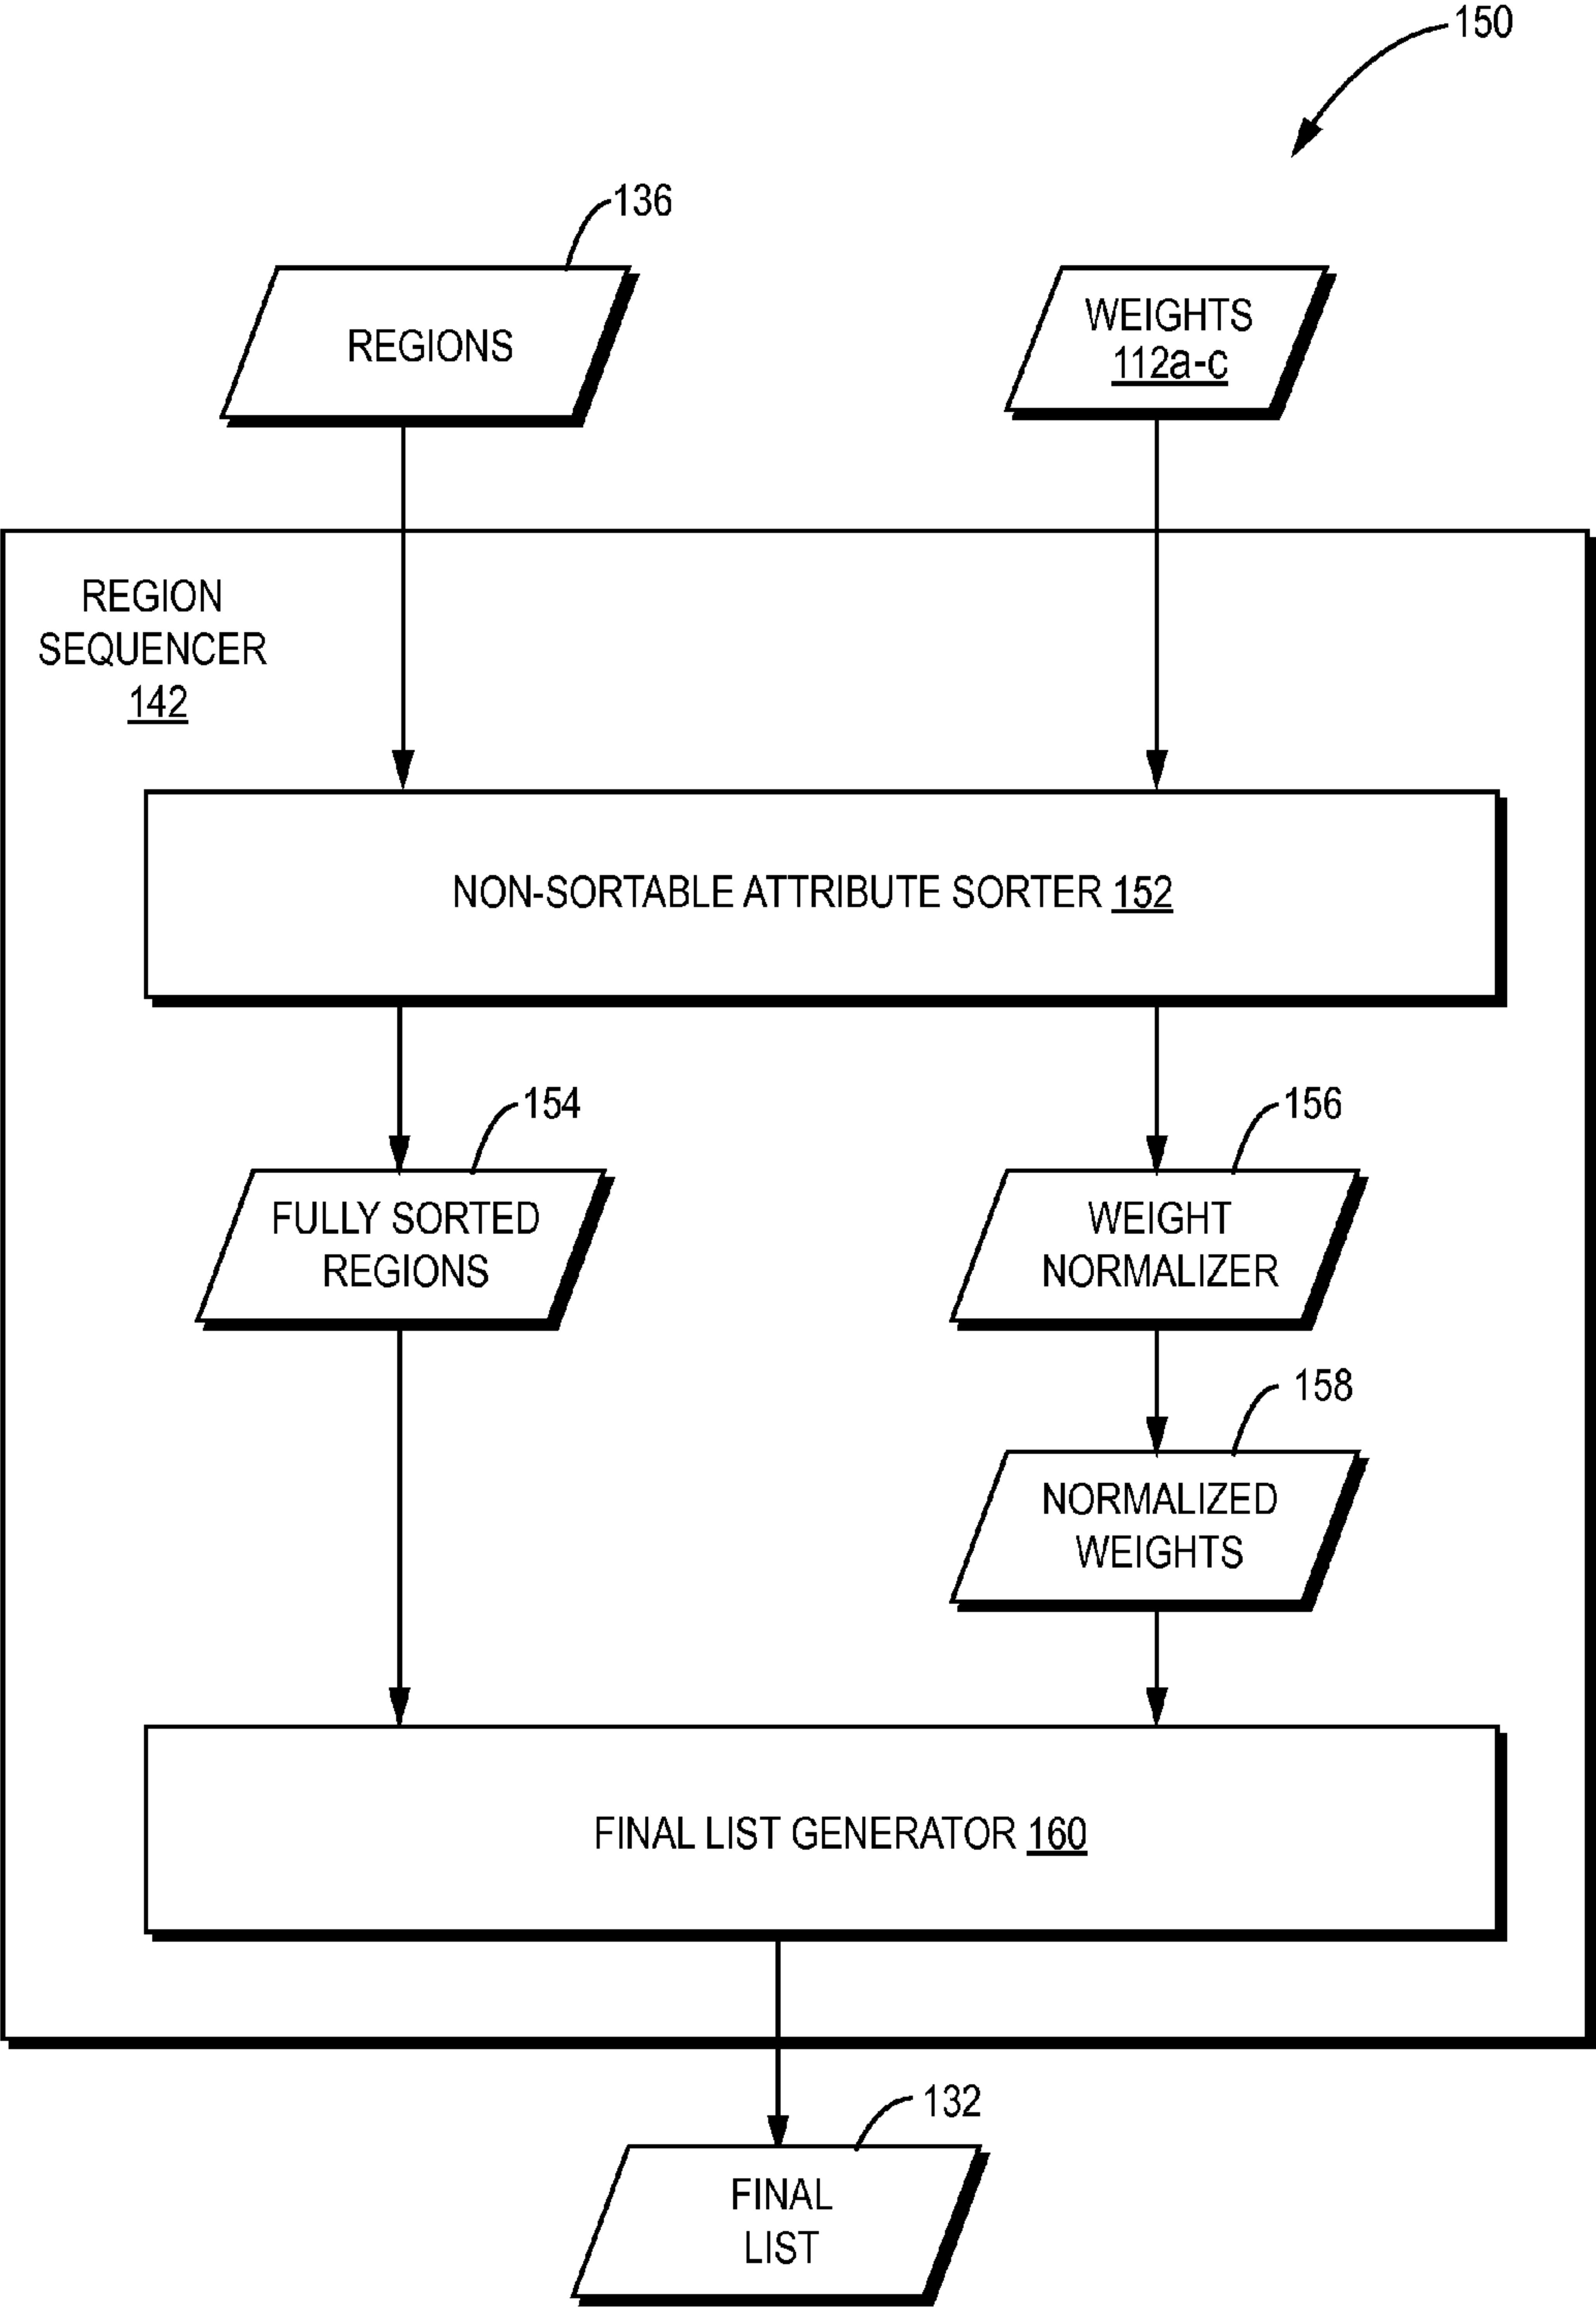 150
136
REGIONS
WEIGHTS
112a-c
REGION
SEQUENCER
142
NON-SORTABLE ATTRIBUTE SORTER 152
154
156
FULLY SORTED
REGIONS
WEIGHT
NORMALIZER
158
NORMALIZED
WEIGHTS
FINAL LIST GENERATOR 160
132
FINAL
LIST